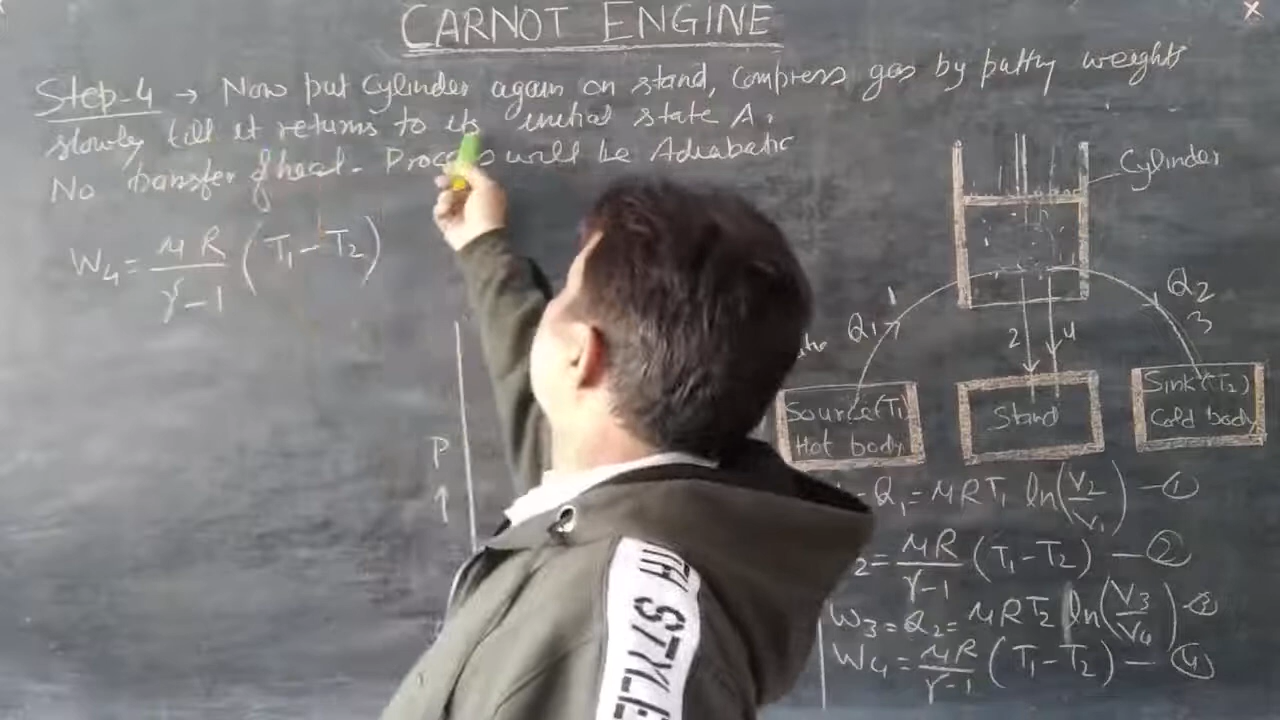 CARNOT ENGINE
Step-4 → Now put cylinder again on stand, compress gas by putting weights
slowly till it returns to its initial state A.
No transfer of heat. Process will be Adiabatic
W₄ = μR/(γ-1) (T₁-T₂)
Cylinder
Q₁
1
2
4
Q₂
3
Source (T₁)
Hot body
Stand
Sink (T₂)
Cold body
P
↑
Q₁ = μRT₁ ln(V₂/V₁) — ①
₂ = μR/(γ-1) (T₁-T₂) — ②
W₃ = Q₂ = μRT₂ ln(V₃/V₄) - ③
W₄ = μR/(γ-1) (T₁-T₂) — ④
TH STYLE